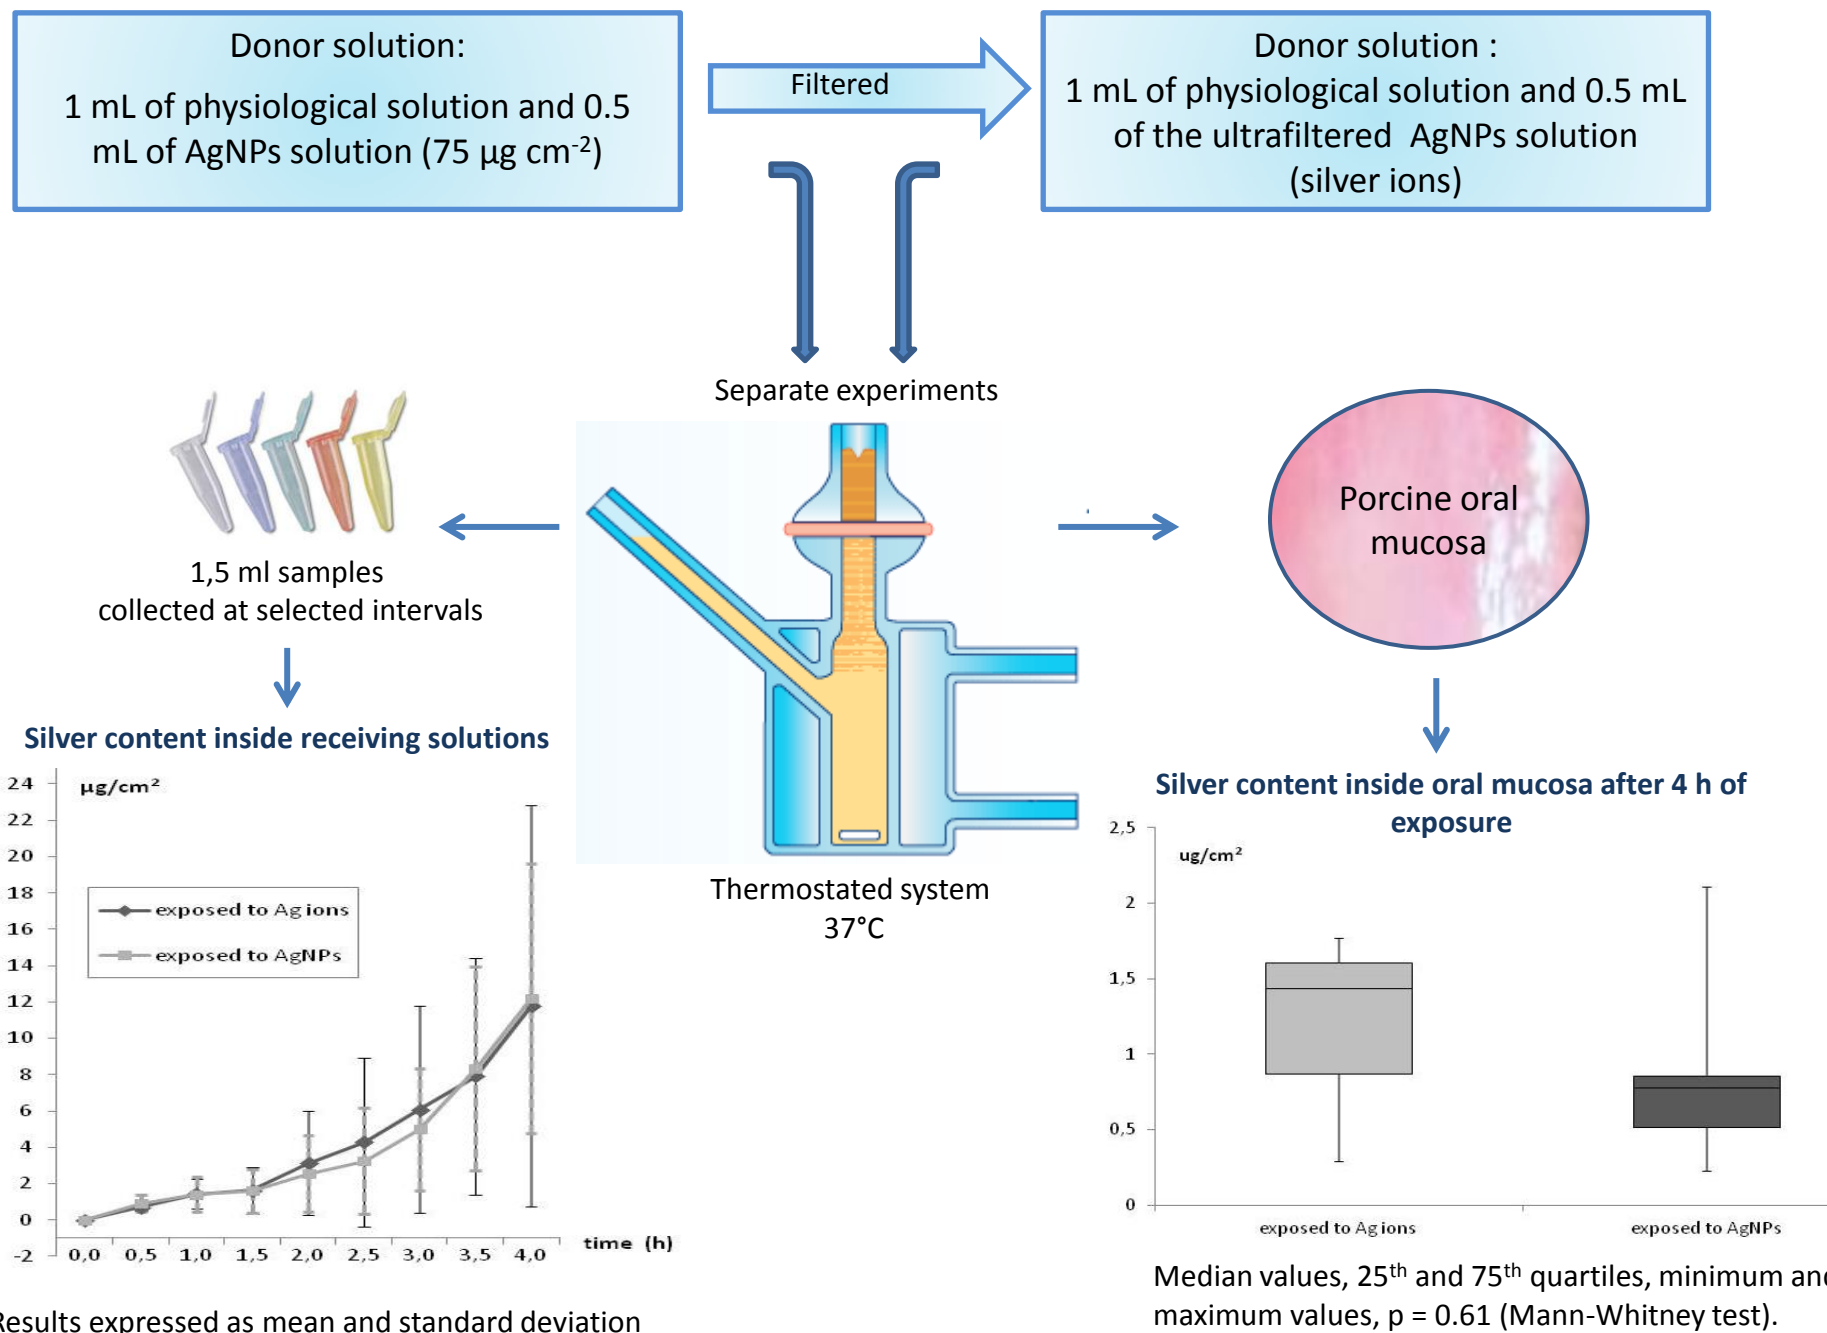 Donor solution:
1 mL of physiological solution and 0.5
mL of AgNPs solution (75 µg cm-2)
Filtered
Donor solution :
1 mL of physiological solution and 0.5 mL
of the ultrafiltered AgNPs solution
(silver ions)
Separate experiments
1,5 ml samples
collected at selected intervals
Porcine oral
mucosa
Thermostated system
37°C
Silver content inside receiving solutions
µg/cm²
24
22
20
18
16
14
12
10
8
6
4
2
0
-2
exposed to Ag ions
exposed to AgNPs
0,0 0,5 1,0 1,5 2,0 2,5 3,0 3,5 4,0
time (h)
Results expressed as mean and standard deviation
Silver content inside oral mucosa after 4 h of
exposure
ug/cm²
2,5
2
1,5
1
0,5
0
exposed to Ag ions
exposed to AgNPs
Median values, 25th and 75th quartiles, minimum and
maximum values, p = 0.61 (Mann-Whitney test).